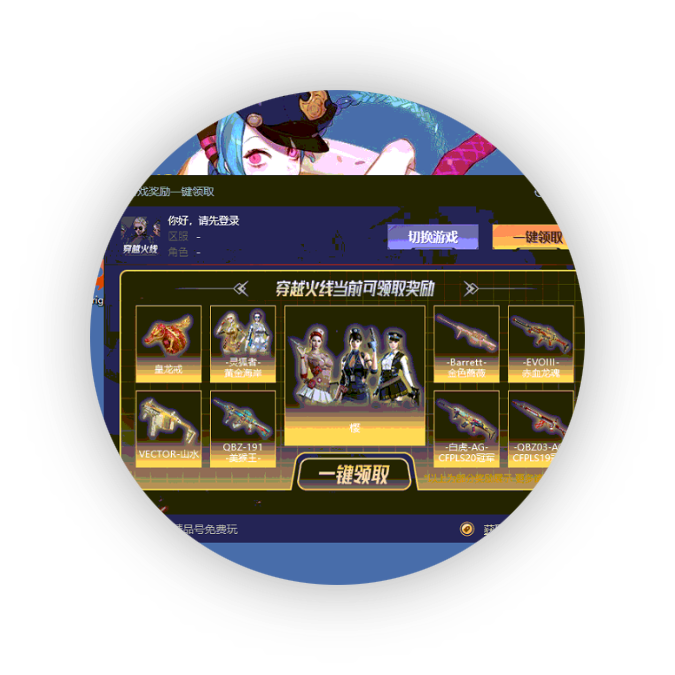 戏奖励一键领取
你好，请先登录
区服 -
角色 -
穿越火线
切换游戏
一键领取
穿越火线当前可领取奖励
皇龙戒
-灵狐者-
黄金海岸
樱
-Barrett-
金色蔷薇
-EVOIII-
赤血龙魂
VECTOR-山水
QBZ-191
-美猴王-
-白虎-AG-
CFPLS20冠军
-QBZ03-A
CFPLS19
一键领取
品号免费玩